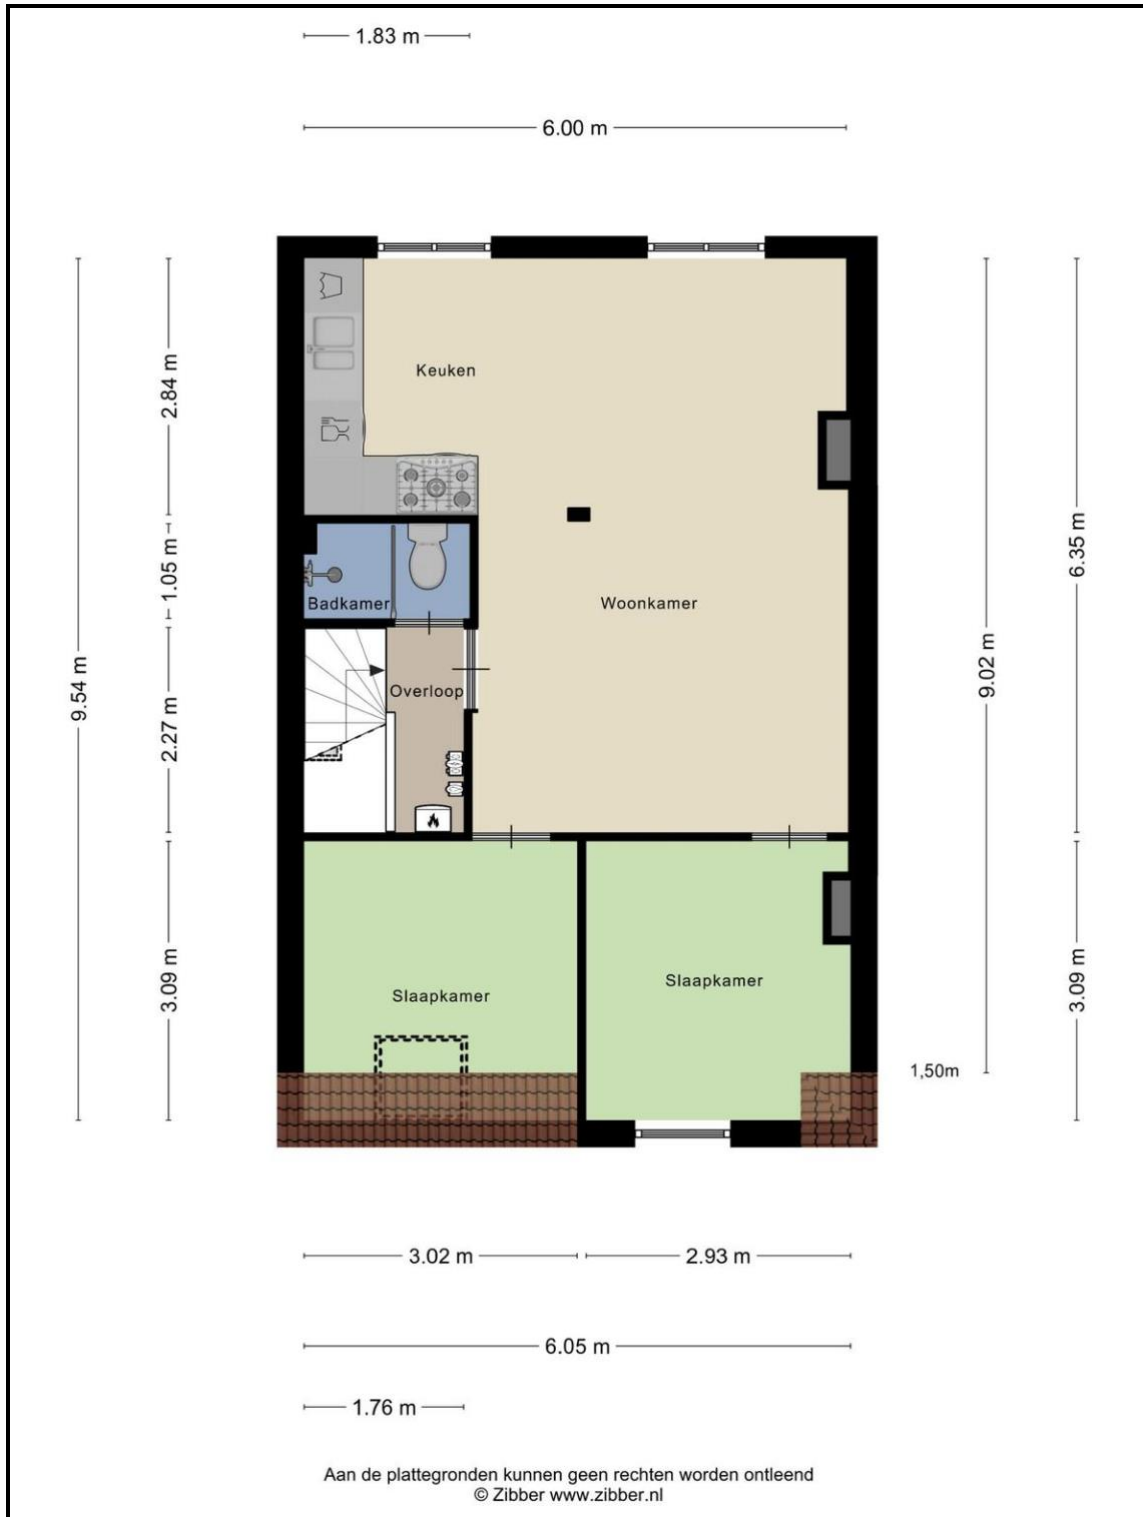 1.83 m
6.00 m
Keuken
2.84 m
6.35 m
1.05 m
Badkamer
Woonkamer
9.02 m
9.54 m
Overloop
2.27 m
Slaapkamer
Slaapkamer
3.09 m
3.09 m
1,50m
3.02 m
2.93 m
6.05 m
1.76 m
Aan de plattegronden kunnen geen rechten worden ontleend
© Zibber www.zibber.nl